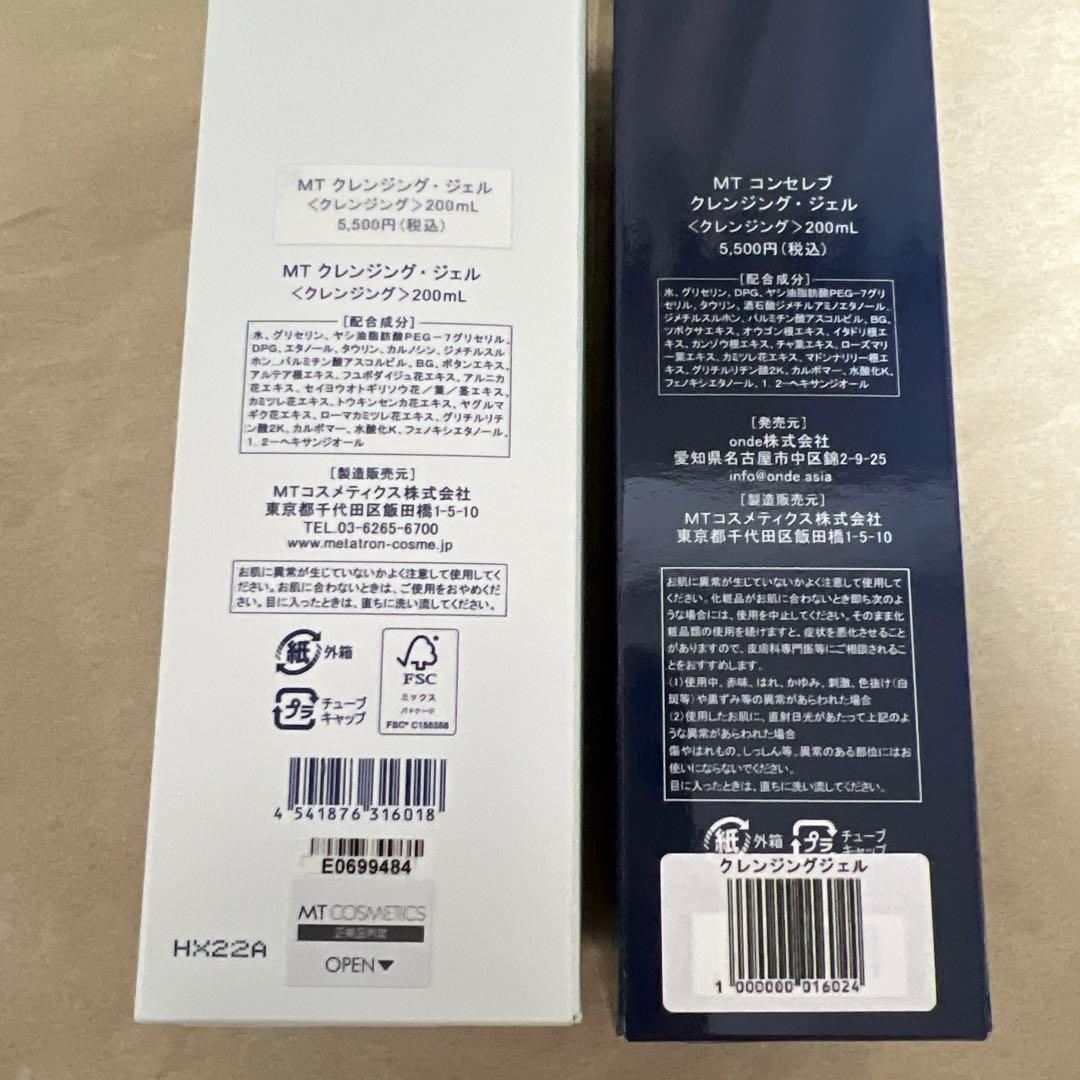 MT クレンジング・ジェル
＜クレンジング＞200mL
5,500円（税込）
MT クレンジング・ジェル
＜クレンジング＞200mL
［配合成分］
水、グリセリン、ヤシ油脂肪酸PEG－7グリセリル、
DPG、エタノール、タウリン、カルノシン、ジメチルスル
ホン、パルミチン酸アスコルビル、BG、ボタンエキス、
アルテア根エキス、フユボダイジュ花エキス、アルニカ
花エキス、セイヨウオトギリソウ花／葉／茎エキス、
カミツレ花エキス、トウキンセンカ花エキス、ヤグルマ
ギク花エキス、ローマカミツレ花エキス、グリチルリチ
ン酸2K、カルボマー、水酸化K、フェノキシエタノール、
1，2－ヘキサンジオール
［製造販売元］
MTコスメティクス株式会社
東京都千代田区飯田橋1-5-10
TEL.03-6265-6700
www.metatron-cosme.jp
お肌に異常が生じていないかよく注意して使用してく
ださい。お肌に合わないときは、ご使用をおやめくだ
さい。目に入ったときは、直ちに洗い流してください。
紙 外箱
プラ チューブ
キャップ
FSC
ミックス
パッケージ
FSC® C156356
4 541876 316018
E0699484
MT COSMETICS
正規品判定
OPEN▼
HX22A
MT コンセレブ
クレンジング・ジェル
＜クレンジング＞200mL
5,500円（税込）
［配合成分］
水、グリセリン、DPG、ヤシ油脂肪酸PEG－7グリ
セリル、タウリン、酒石酸ジメチルアミノエタノール、
ジメチルスルホン、パルミチン酸アスコルビル、BG、
ツボクサエキス、オウゴン根エキス、イタドリ根エ
キス、カンゾウ根エキス、チャ葉エキス、ローズマリ
ー葉エキス、カミツレ花エキス、マドンナリリー根エ
キス、グリチルリチン酸2K、カルボマー、水酸化K、
フェノキシエタノール、1，2－ヘキサンジオール
［発売元］
onde株式会社
愛知県名古屋市中区錦2-9-25
info@onde.asia
［製造販売元］
MTコスメティクス株式会社
東京都千代田区飯田橋1-5-10
お肌に異常が生じていないかよく注意して使用して
ください。化粧品がお肌に合わないとき即ち次のよ
うな場合には、使用を中止してください。そのまま化
粧品類の使用を続けますと、症状を悪化させること
がありますので、皮膚科専門医等にご相談されるこ
とをおすすめします。
（1）使用中、赤味、はれ、かゆみ、刺激、色抜け（白
斑等）や黒ずみ等の異常があらわれた場合
（2）使用したお肌に、直射日光があたって上記のよ
うな異常があらわれた場合
傷やはれもの、しっしん等、異常のある部位にはお
使いにならないでください。
目に入ったときは、直ちに洗い流してください。
紙 外箱 プラ チューブ
キャップ
クレンジングジェル
1 000000 016024